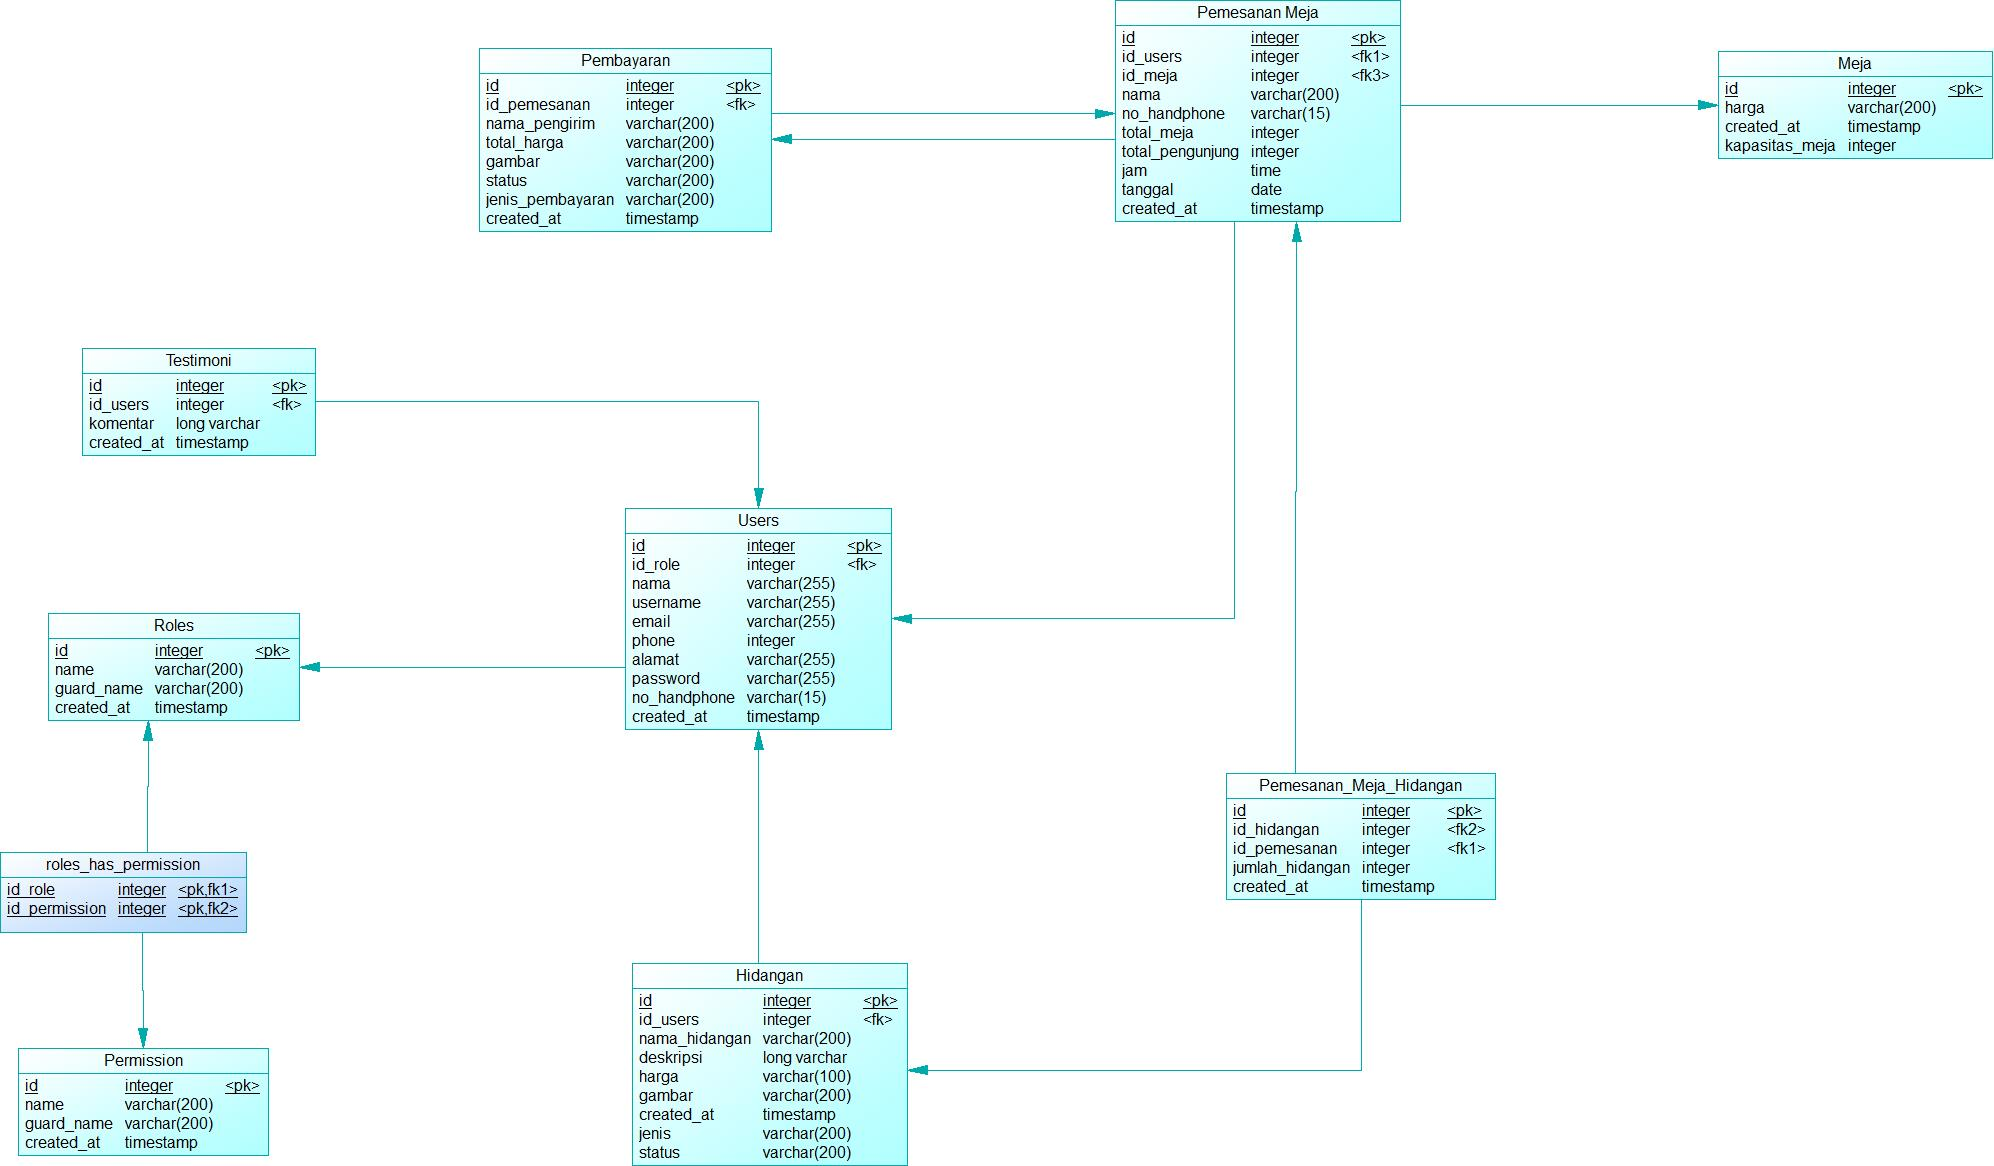 Pemesanan Meja
id integer <pk>
id_users integer <fk1>
id_meja integer <fk3>
nama varchar(200)
no_handphone varchar(15)
total_meja integer
total_pengunjung integer
jam time
tanggal date
created_at timestamp
Pembayaran
id integer <pk>
id_pemesanan integer <fk>
nama_pengirim varchar(200)
total_harga varchar(200)
gambar varchar(200)
status varchar(200)
jenis_pembayaran varchar(200)
created_at timestamp
Meja
id integer <pk>
harga varchar(200)
created_at timestamp
kapasitas_meja integer
Testimoni
id integer <pk>
id_users integer <fk>
komentar long varchar
created_at timestamp
Users
id integer <pk>
id_role integer <fk>
nama varchar(255)
username varchar(255)
email varchar(255)
phone integer
alamat varchar(255)
password varchar(255)
no_handphone varchar(15)
created_at timestamp
Roles
id integer <pk>
name varchar(200)
guard_name varchar(200)
created_at timestamp
Pemesanan_Meja_Hidangan
id integer <pk>
id_hidangan integer <fk2>
id_pemesanan integer <fk1>
jumlah_hidangan integer
created_at timestamp
roles_has_permission
id_role integer <pk,fk1>
id_permission integer <pk,fk2>
Hidangan
id integer <pk>
id_users integer <fk>
nama_hidangan varchar(200)
deskripsi long varchar
harga varchar(100)
gambar varchar(200)
created_at timestamp
jenis varchar(200)
status varchar(200)
Permission
id integer <pk>
name varchar(200)
guard_name varchar(200)
created_at timestamp